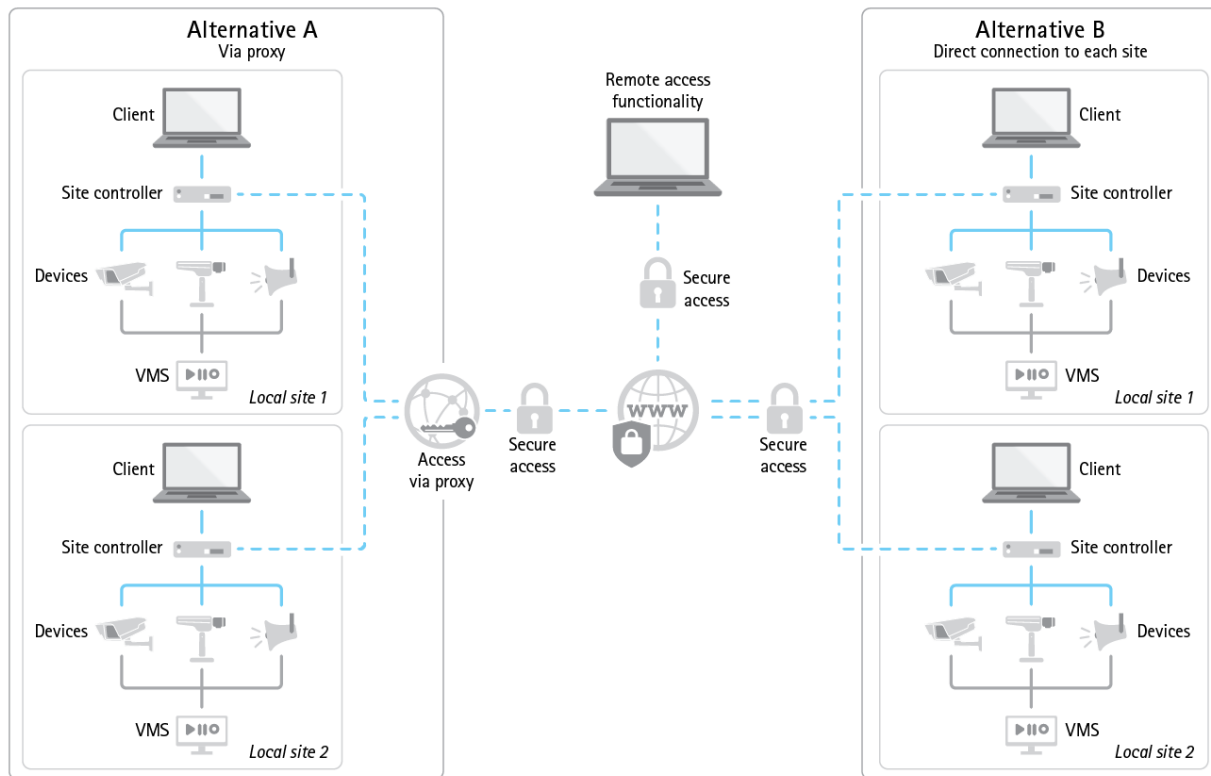 Alternative A
Via proxy
Client
Site controller
Devices
VMS
Local site 1
Client
Site controller
Devices
VMS
Local site 2
Access
via proxy
Secure
access
Remote access
functionality
Secure
access
www
Secure
access
Alternative B
Direct connection to each site
Client
Site controller
Devices
VMS
Local site 1
Client
Site controller
Devices
VMS
Local site 2